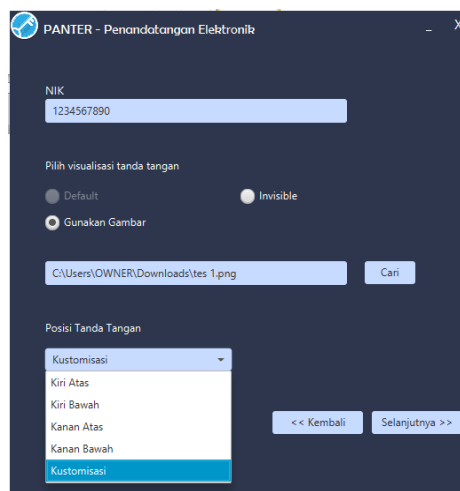 PANTER - Penandatangan Elektronik
_ X
NIK
1234567890
Pilih visualisasi tanda tangan
Default
Invisible
Gunakan Gambar
C:\Users\OWNER\Downloads\tes 1.png
Cari
Posisi Tanda Tangan
Kustomisasi
Kiri Atas
Kiri Bawah
Kanan Atas
Kanan Bawah
Kustomisasi
<< Kembali
Selanjutnya >>